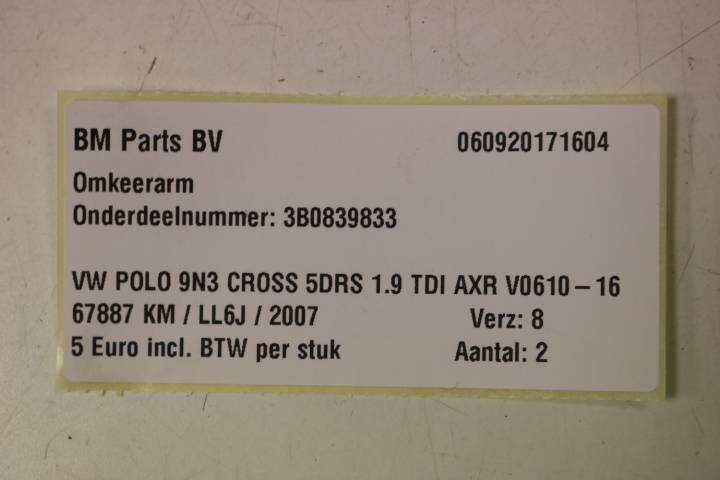 BM Parts BV 060920171604
Omkeerarm
Onderdeelnummer: 3B0839833
VW POLO 9N3 CROSS 5DRS 1.9 TDI AXR V0610-16
67887 KM / LL6J / 2007 Verz: 8
5 Euro incl. BTW per stuk Aantal: 2